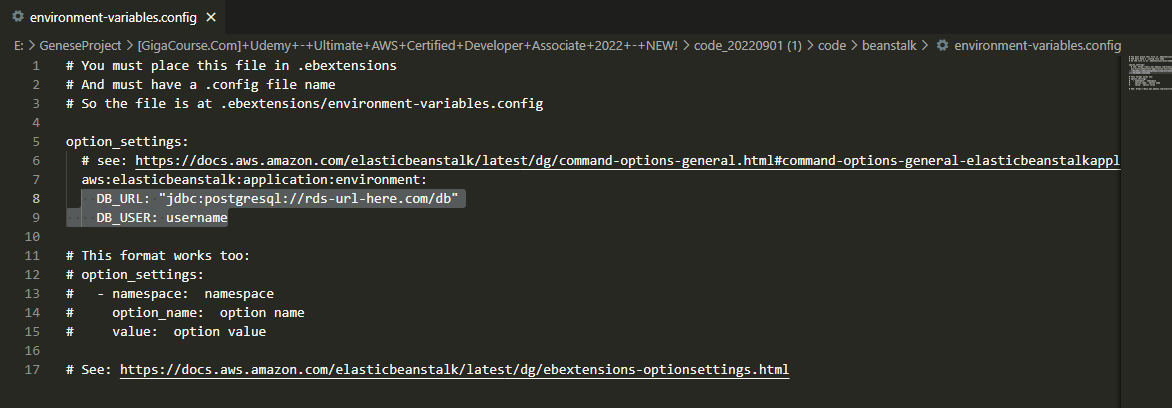 environment-variables.config ×
E: > GeneseProject > [GigaCourse.Com]+Udemy+-+Ultimate+AWS+Certified+Developer+Associate+2022+-+NEW! > code_20220901 (1) > code > beanstalk > environment-variables.config
1 # You must place this file in .ebextensions
2 # And must have a .config file name
3 # So the file is at .ebextensions/environment-variables.config
4
5 option_settings:
6 # see: https://docs.aws.amazon.com/elasticbeanstalk/latest/dg/command-options-general.html#command-options-general-elasticbeanstalkappl
7 aws:elasticbeanstalk:application:environment:
8 DB_URL: "jdbc:postgresql://rds-url-here.com/db"
9 DB_USER: username
10
11 # This format works too:
12 # option_settings:
13 # - namespace: namespace
14 # option_name: option name
15 # value: option value
16
17 # See: https://docs.aws.amazon.com/elasticbeanstalk/latest/dg/ebextensions-optionsettings.html